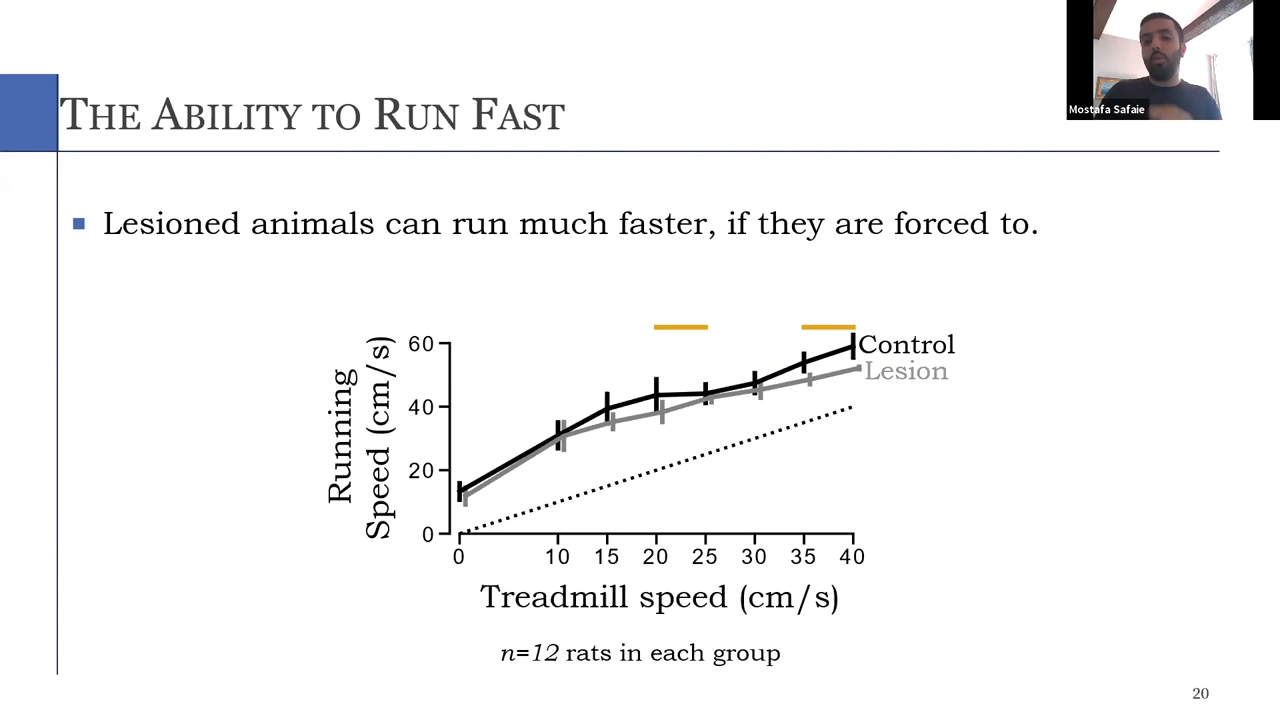 THE ABILITY TO RUN FAST
Mostafa Safaie
Lesioned animals can run much faster, if they are forced to.
Running
Speed (cm/s)
60
40
20
0
Control
Lesion
0 10 15 20 25 30 35 40
Treadmill speed (cm/s)
n=12 rats in each group
20